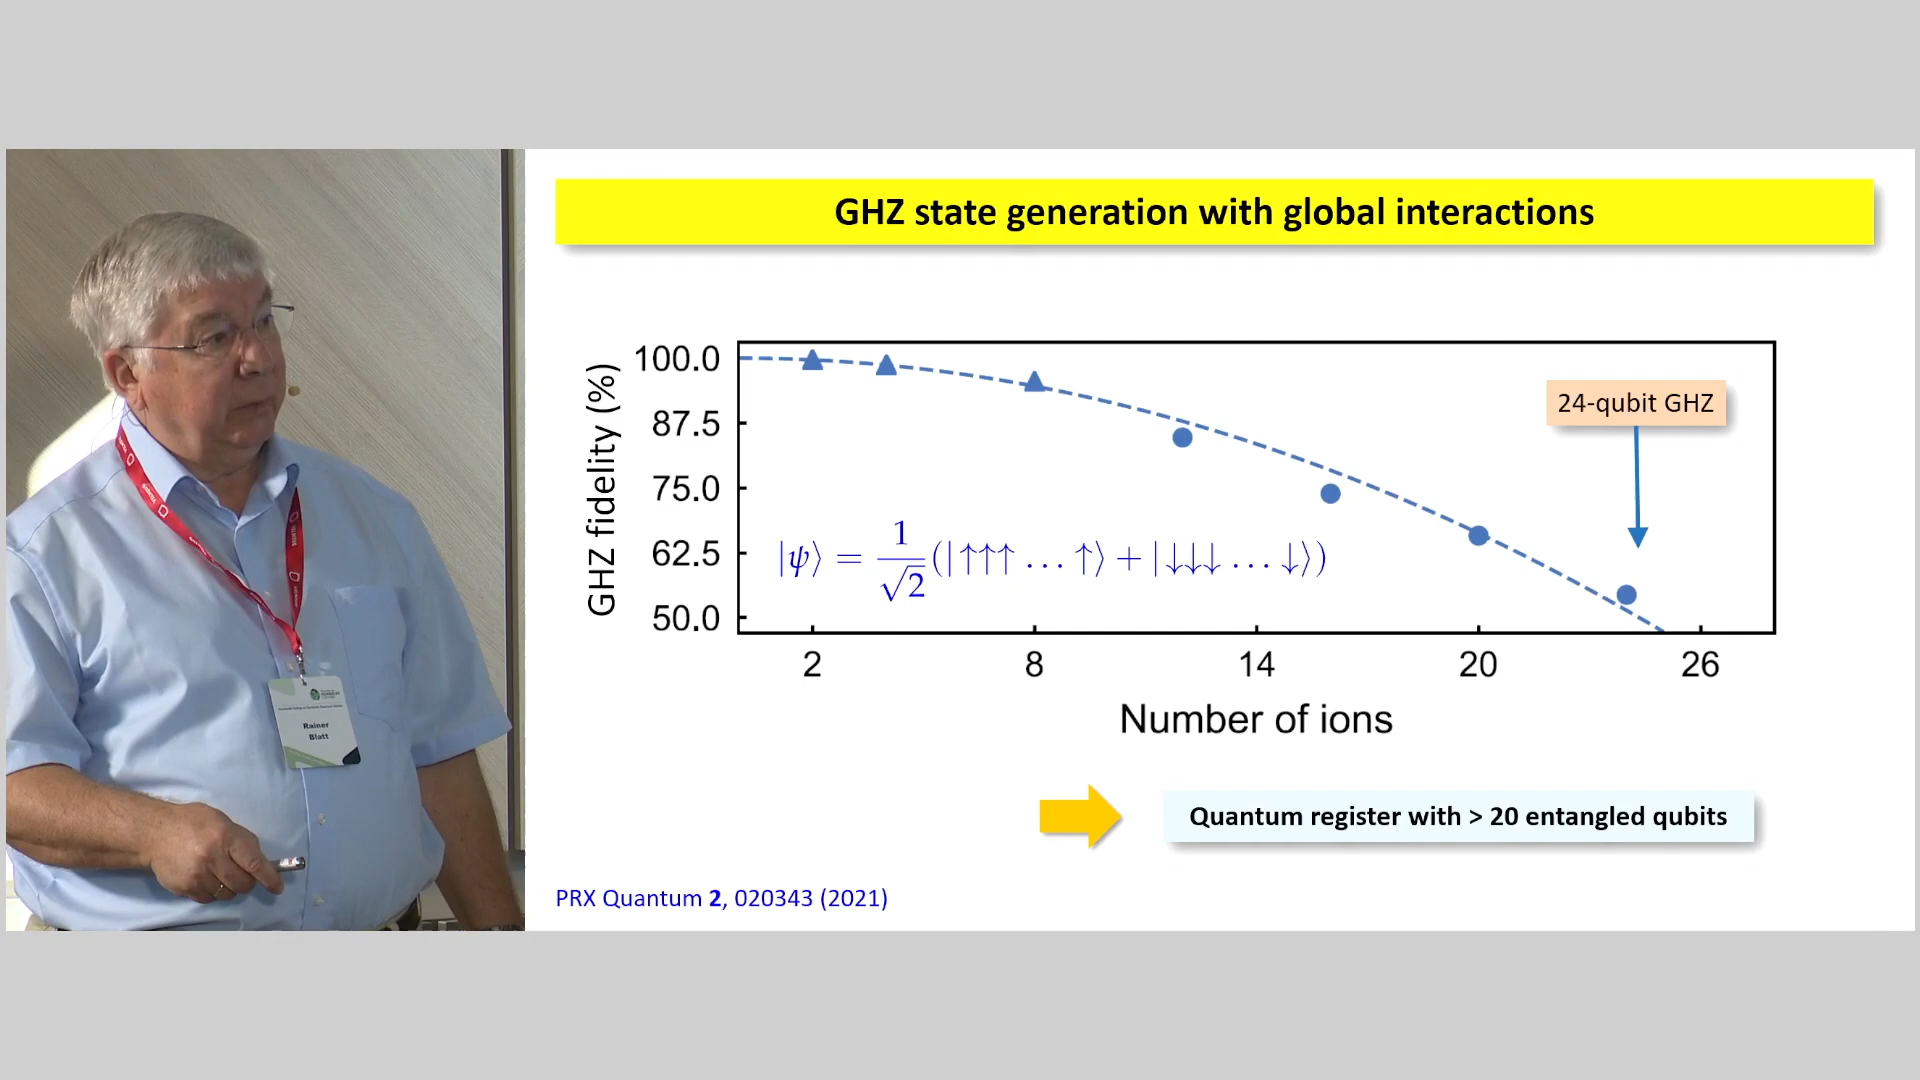 GHZ state generation with global interactions
GHZ fidelity (%)
100.0
87.5
75.0
62.5
50.0
24-qubit GHZ
|ψ⟩ = 1/√2 (|↑↑↑ … ↑⟩ + |↓↓↓ … ↓⟩)
2 8 14 20 26
Number of ions
Quantum register with > 20 entangled qubits
PRX Quantum 2, 020343 (2021)
Rainer
Blatt